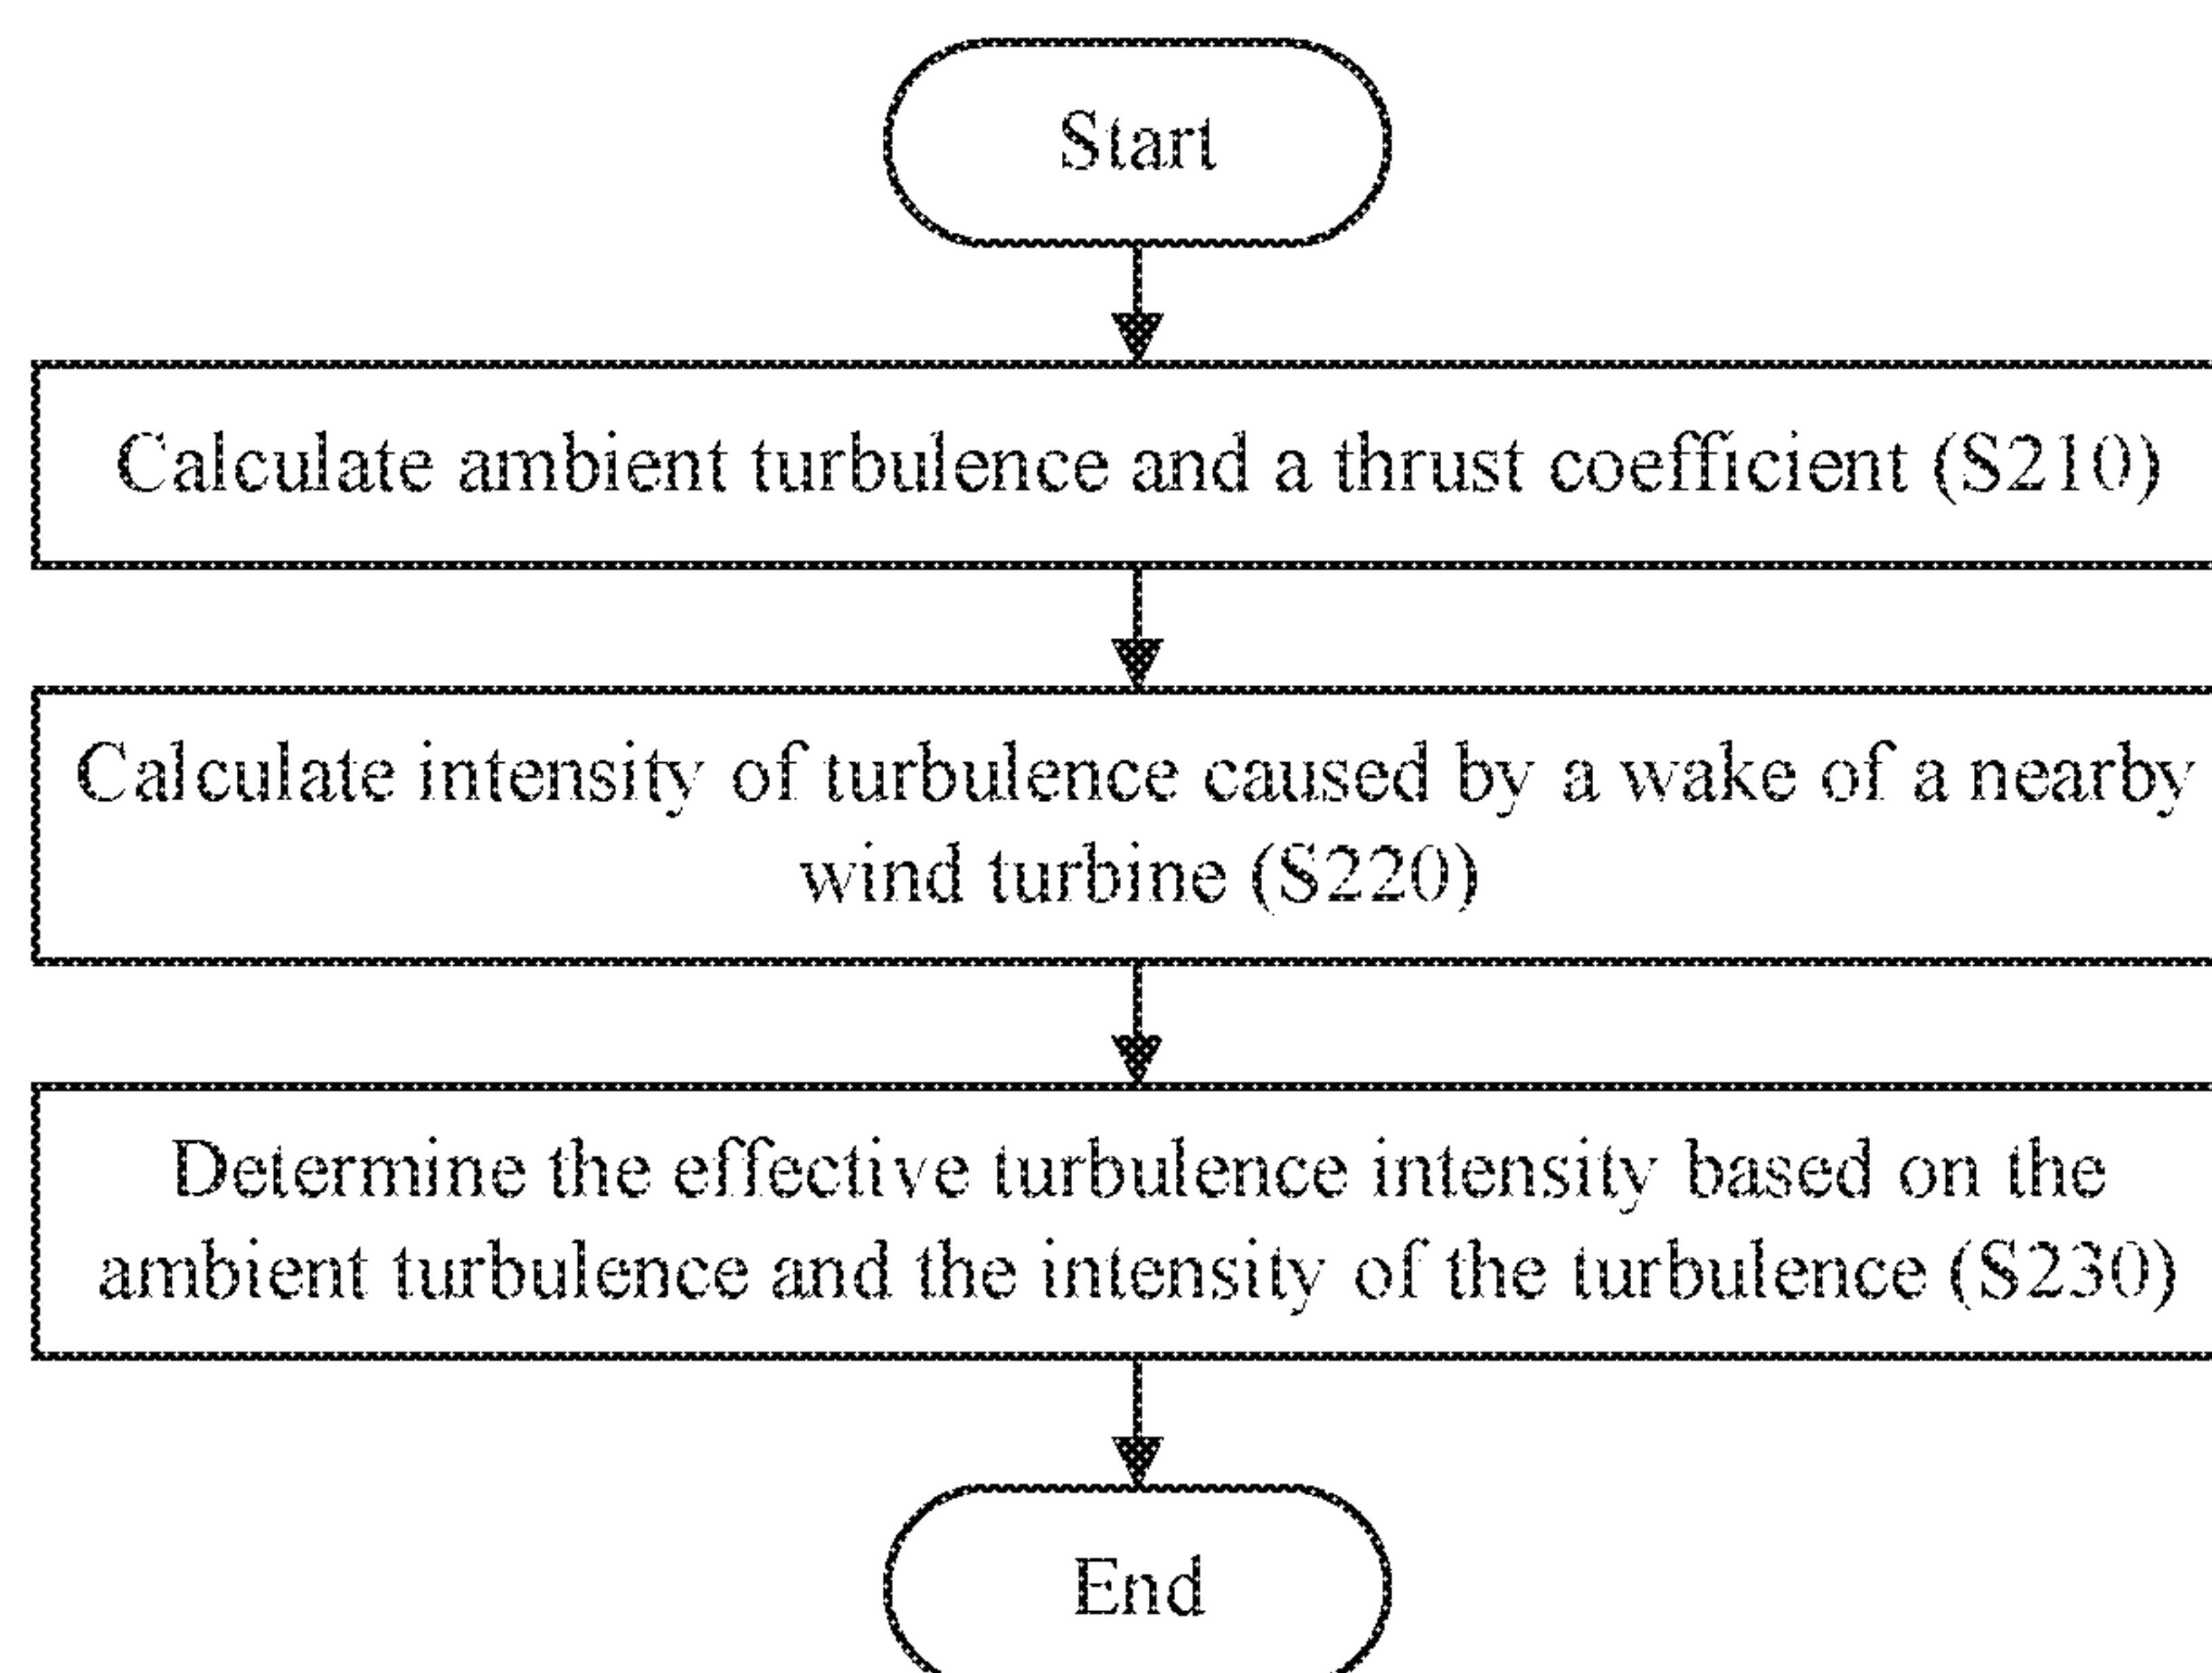 Start
Calculate ambient turbulence and a thrust coefficient (S210)
Calculate intensity of turbulence caused by a wake of a nearby
wind turbine (S220)
Determine the effective turbulence intensity based on the
ambient turbulence and the intensity of the turbulence (S230)
End